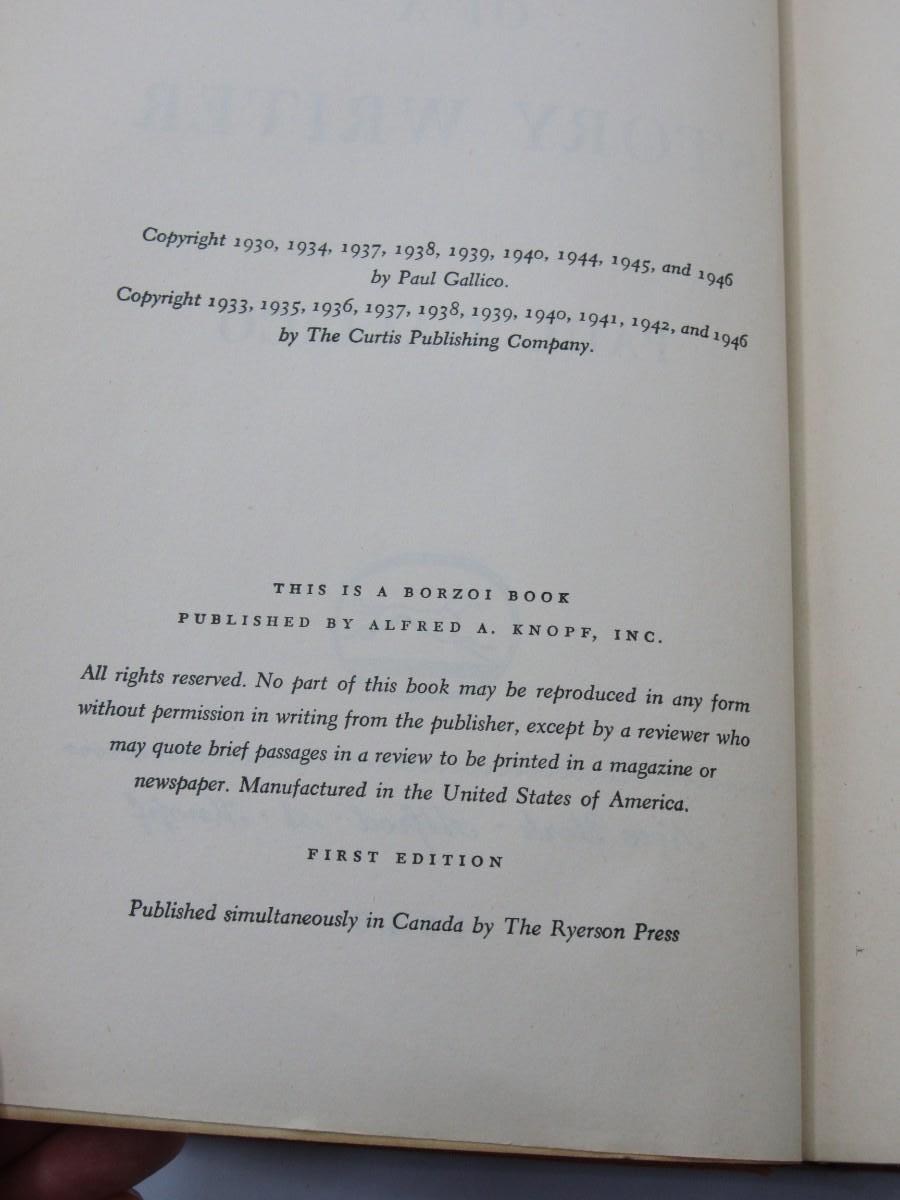 OF A
STORY WRITER
Copyright 1930, 1934, 1937, 1938, 1939, 1940, 1944, 1945, and 1946
by Paul Gallico.
Copyright 1933, 1935, 1936, 1937, 1938, 1939, 1940, 1941, 1942, and 1946
by The Curtis Publishing Company.
THIS IS A BORZOI BOOK
PUBLISHED BY ALFRED A. KNOPF, INC.
All rights reserved. No part of this book may be reproduced in any form
without permission in writing from the publisher, except by a reviewer who
may quote brief passages in a review to be printed in a magazine or
newspaper. Manufactured in the United States of America.
FIRST EDITION
Published simultaneously in Canada by The Ryerson Press